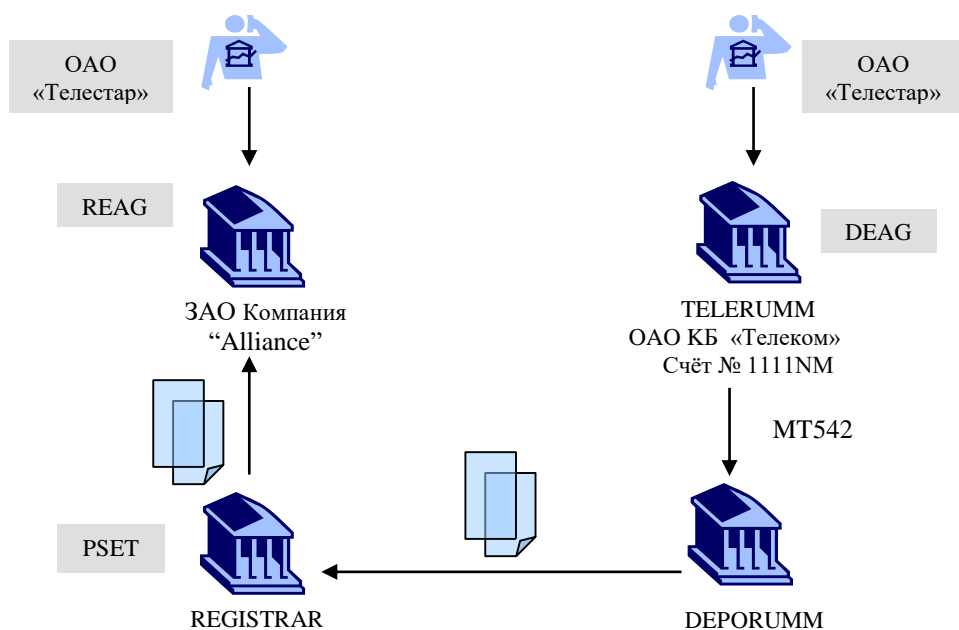 ОАО
«Телестар»
ОАО
«Телестар»
REAG
DEAG
ЗАО Компания
“Alliance”
TELERUMM
ОАО КБ «Телеком»
Счёт № 1111NM
MT542
PSET
REGISTRAR
DEPORUMM